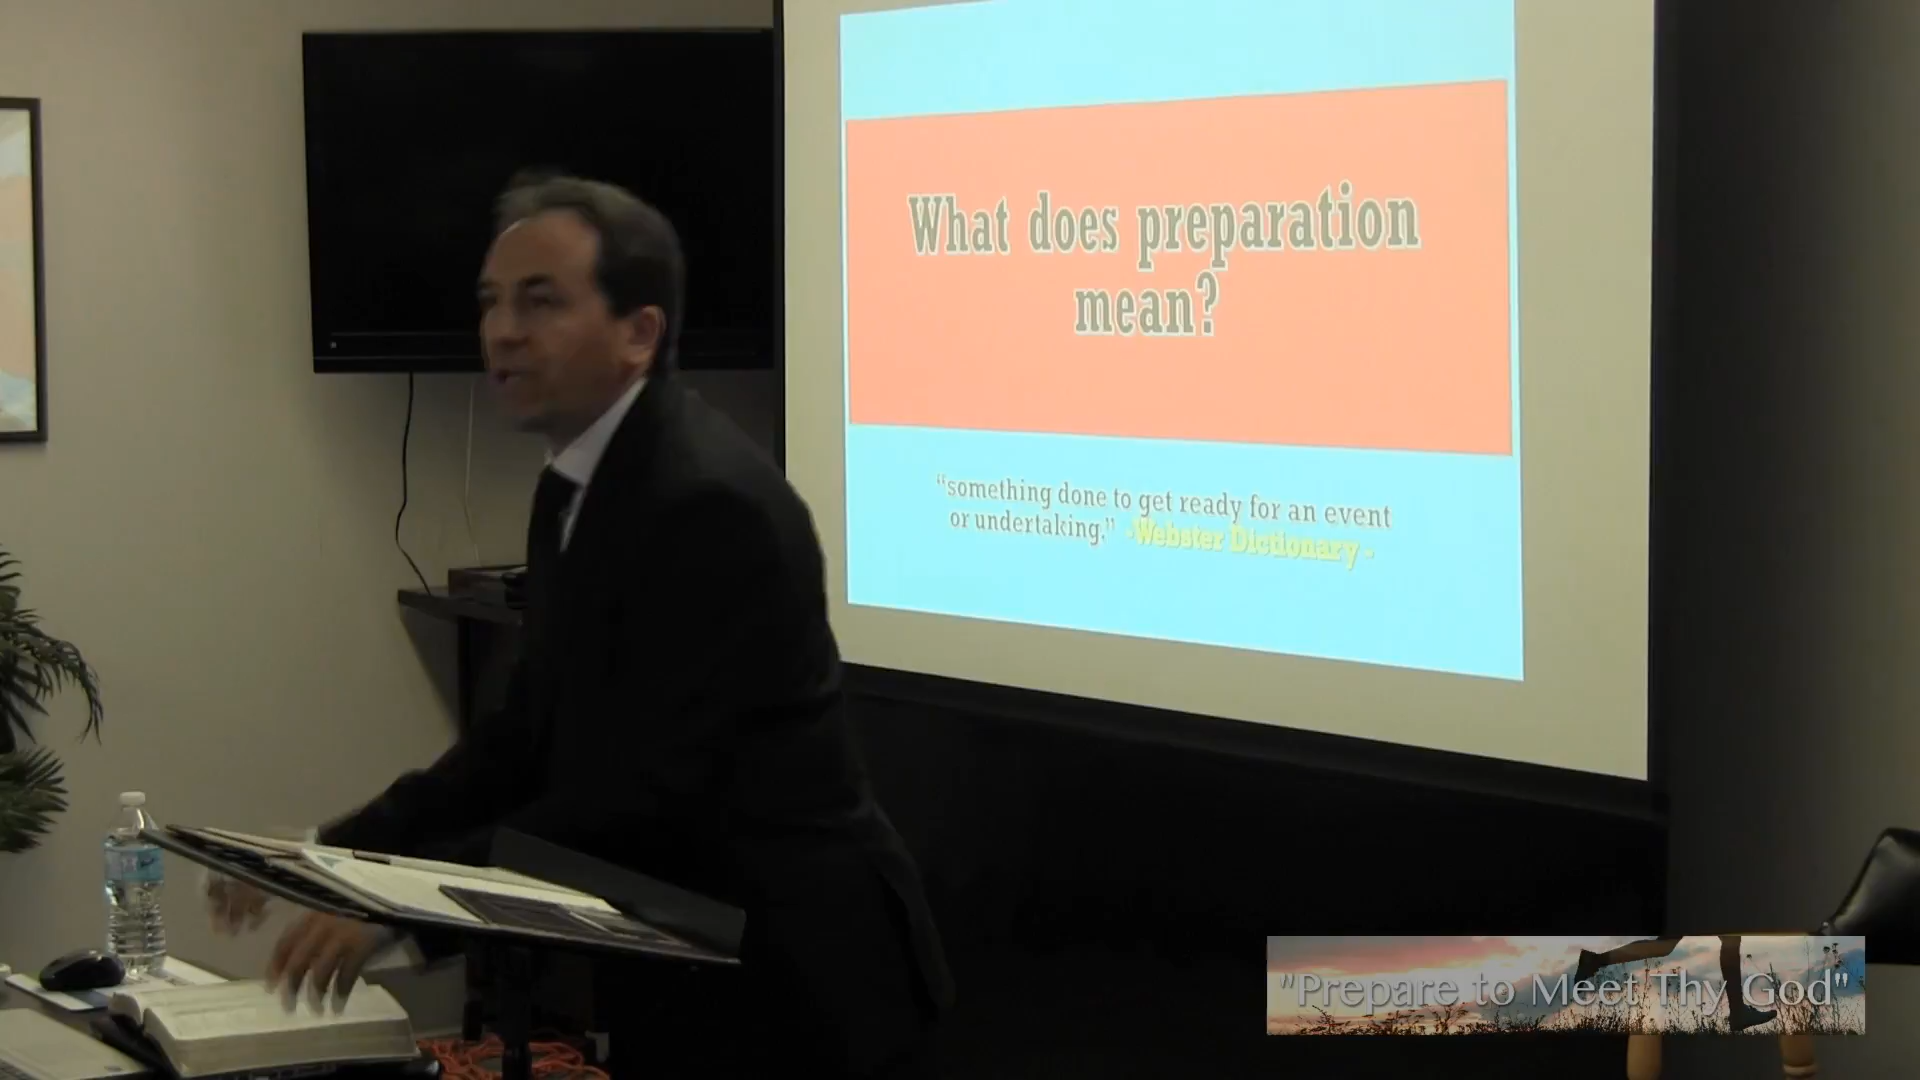 What does preparation
mean?
“something done to get ready for an event
or undertaking.” -Webster Dictionary -
"Prepare to Meet Thy God"